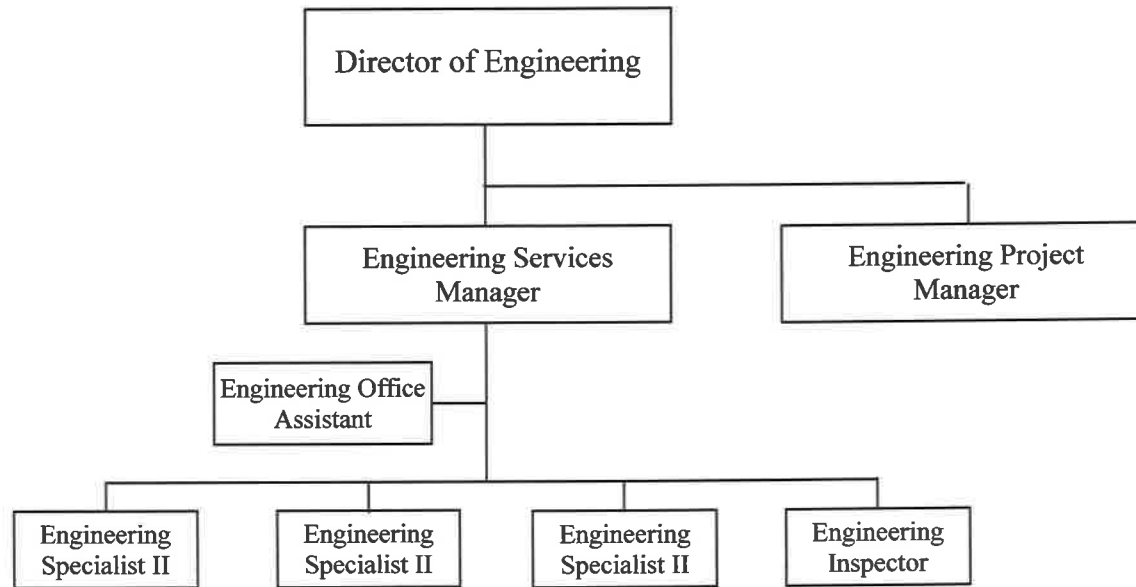 Director of Engineering
Engineering Services
Manager
Engineering Project
Manager
Engineering Office
Assistant
Engineering
Specialist II
Engineering
Specialist II
Engineering
Specialist II
Engineering
Inspector